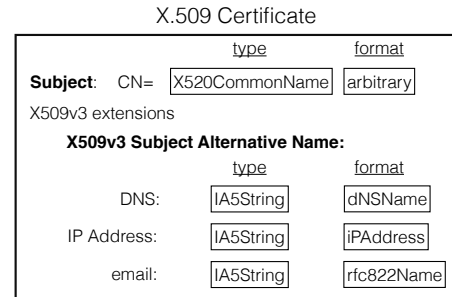 X.509 Certificate
type format
Subject: CN= X520CommonName arbitrary
X509v3 extensions
X509v3 Subject Alternative Name:
type format
DNS: IA5String dNSName
IP Address: IA5String iPAddress
email: IA5String rfc822Name